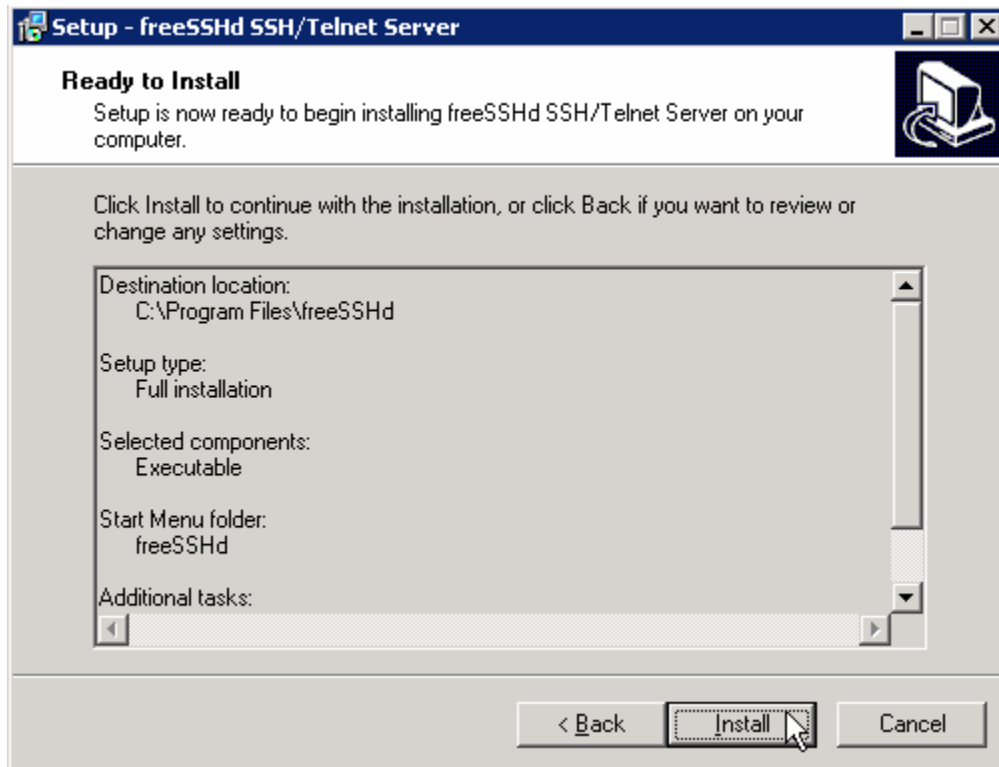 Setup - freeSSHd SSH/Telnet Server
Ready to Install
Setup is now ready to begin installing freeSSHd SSH/Telnet Server on your
computer.
Click Install to continue with the installation, or click Back if you want to review or
change any settings.
Destination location:
C:\Program Files\freeSSHd
Setup type:
Full installation
Selected components:
Executable
Start Menu folder:
freeSSHd
Additional tasks:
< Back
Install
Cancel